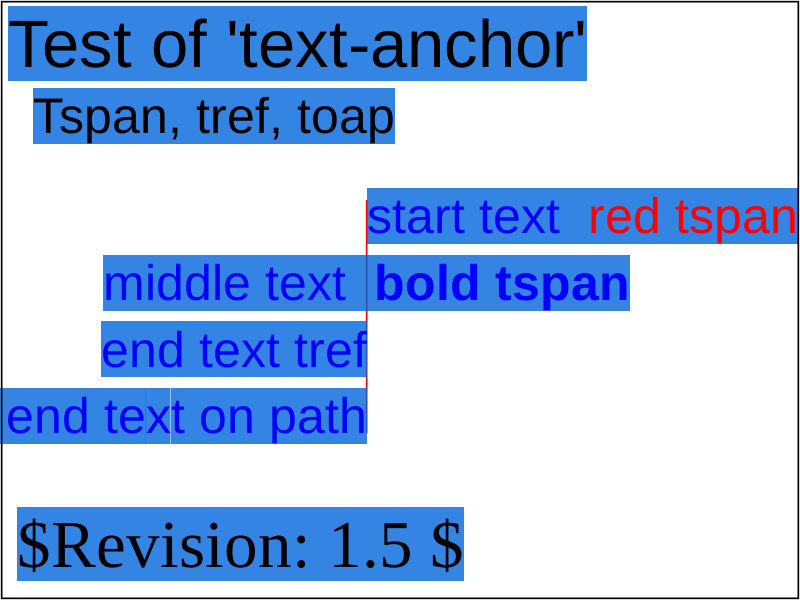 Test of 'text-anchor'
Tspan, tref, toap
start text  red tspan
middle text  bold tspan
end text tref
end text on path
$Revision: 1.5 $